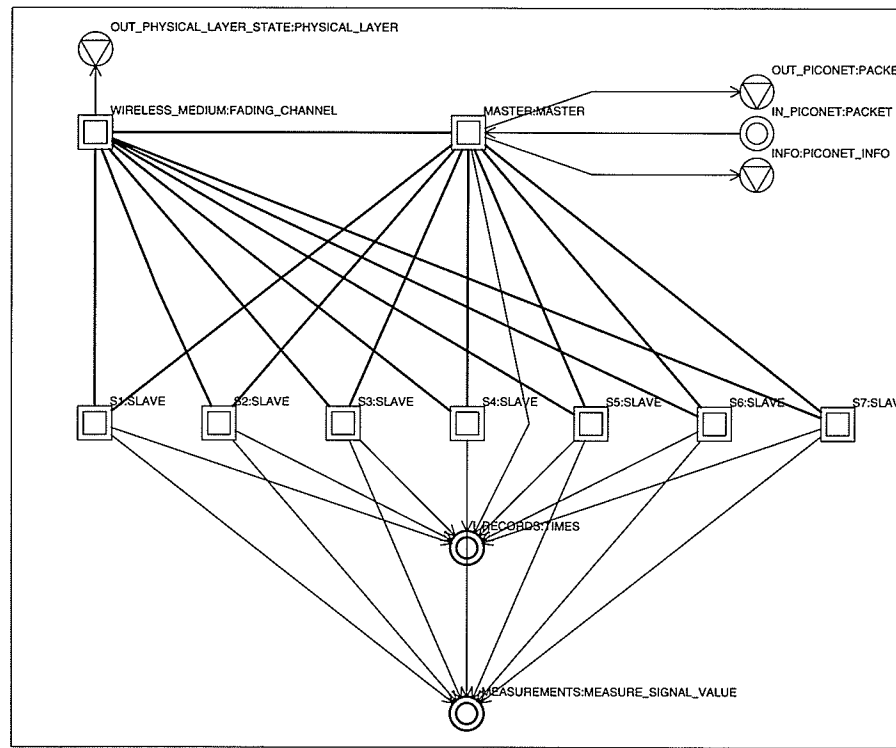 OUT_PHYSICAL_LAYER_STATE:PHYSICAL_LAYER
OUT_PICONET:PACKE
WIRELESS_MEDIUM:FADING_CHANNEL
MASTER:MASTER
IN_PICONET:PACKET
INFO:PICONET_INFO
S1:SLAVE
S2:SLAVE
S3:SLAVE
S4:SLAVE
S5:SLAVE
S6:SLAVE
S7:SLAV
RECORDS:TIMES
MEASUREMENTS:MEASURE_SIGNAL_VALUE